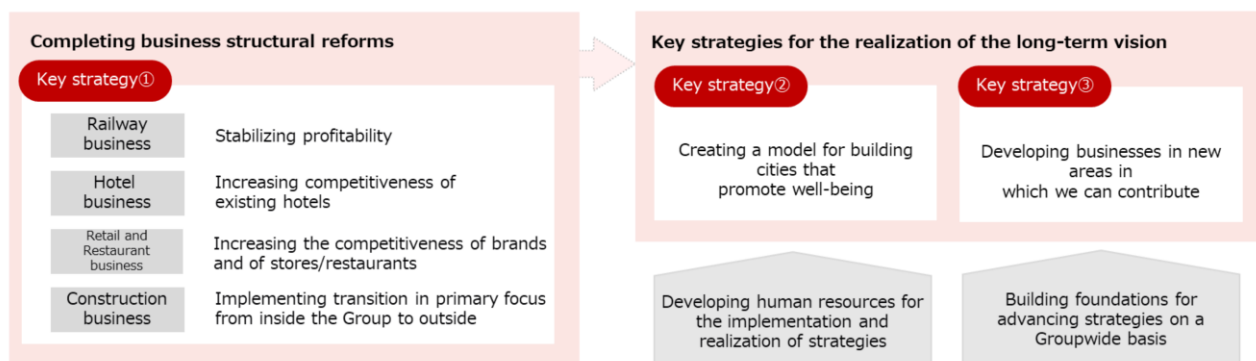 Completing business structural reforms
Key strategy①
Railway
business
Stabilizing profitability
Hotel
business
Increasing competitiveness of
existing hotels
Retail and
Restaurant
business
Increasing the competitiveness of brands
and of stores/restaurants
Construction
business
Implementing transition in primary focus
from inside the Group to outside
Key strategies for the realization of the long-term vision
Key strategy②
Creating a model for building
cities that
promote well-being
Key strategy③
Developing businesses in new
areas in
which we can contribute
Developing human resources for
the implementation and
realization of strategies
Building foundations for
advancing strategies on a
Groupwide basis